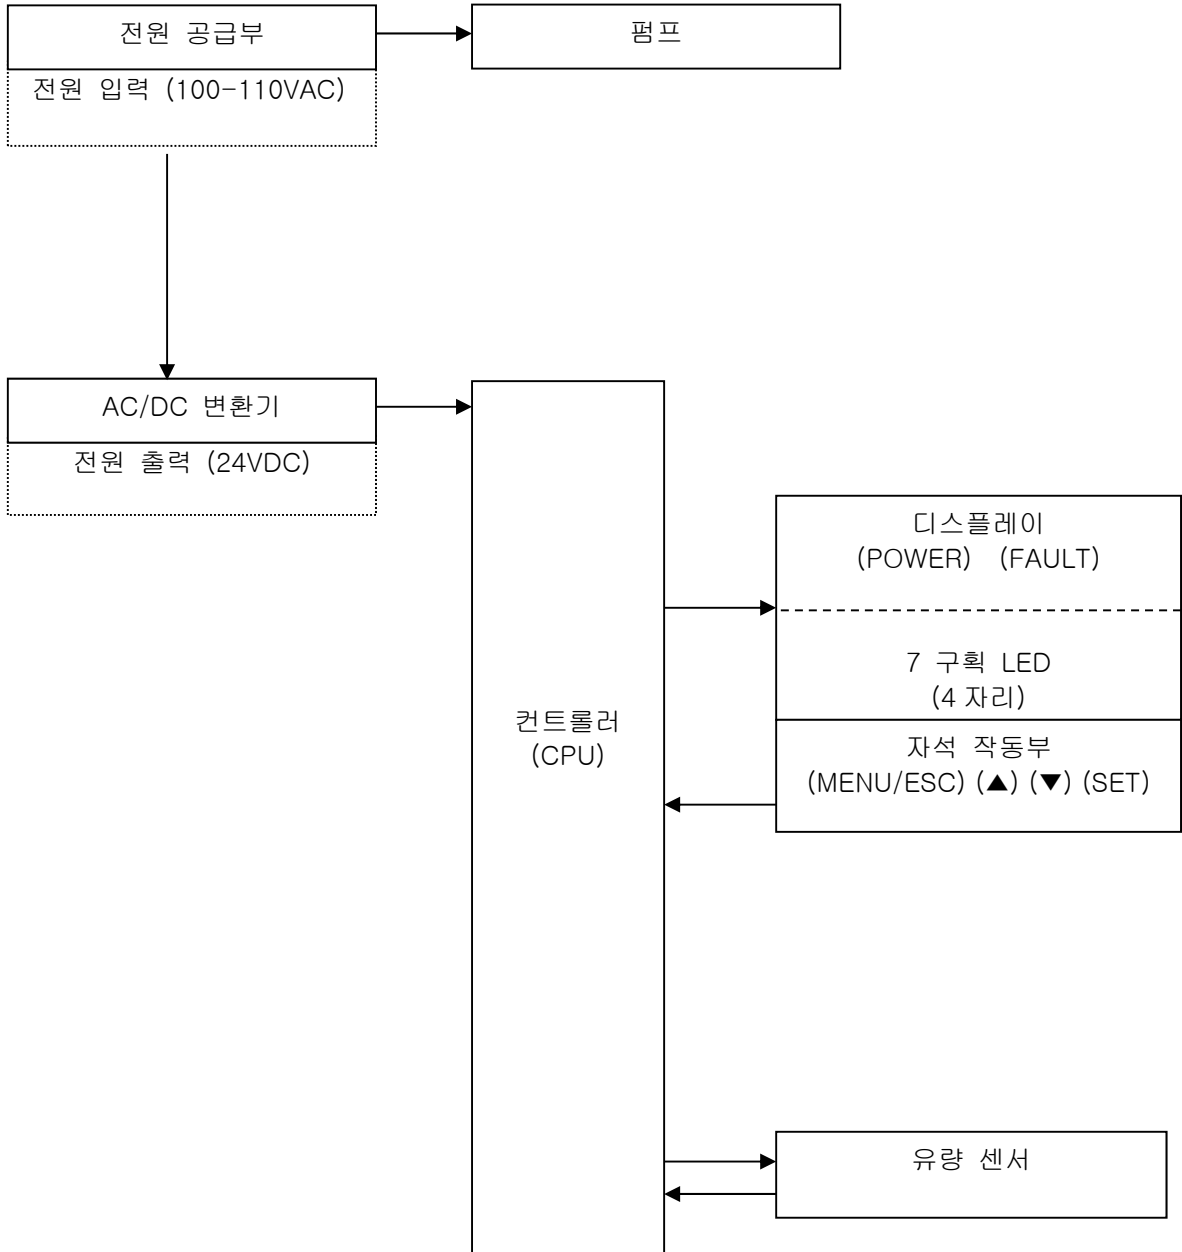 전원 공급부
펌프
전원 입력 (100-110VAC)
AC/DC 변환기
전원 출력 (24VDC)
디스플레이
(POWER) (FAULT)
7 구획 LED
(4 자리)
컨트롤러
(CPU)
자석 작동부
(MENU/ESC) (▲) (▼) (SET)
유량 센서